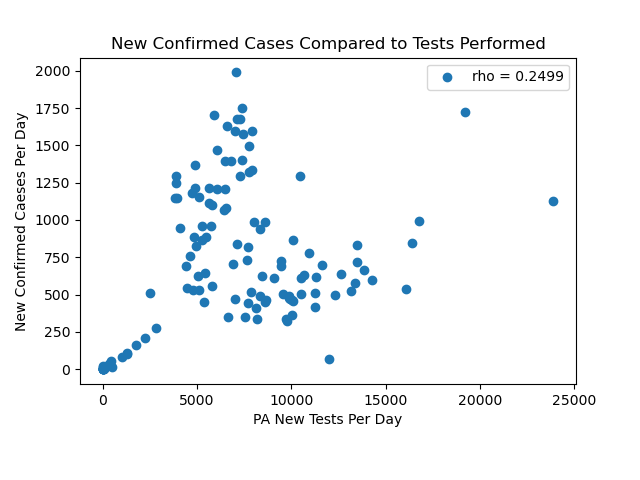 New Confirmed Cases Compared to Tests Performed
rho = 0.2499
New Confirmed Caeses Per Day
2000
1750
1500
1250
1000
750
500
250
0
0 5000 10000 15000 20000 25000
PA New Tests Per Day